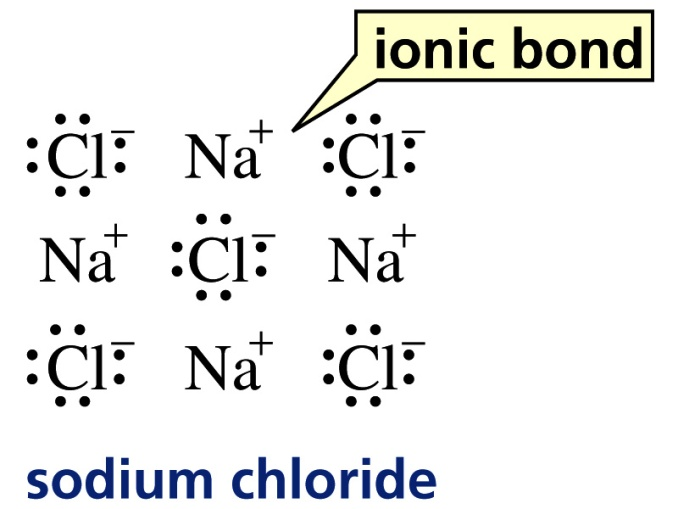 ionic bond
:Cl:⁻ Na⁺ :Cl:⁻
Na⁺ :Cl:⁻ Na⁺
:Cl:⁻ Na⁺ :Cl:⁻
sodium chloride